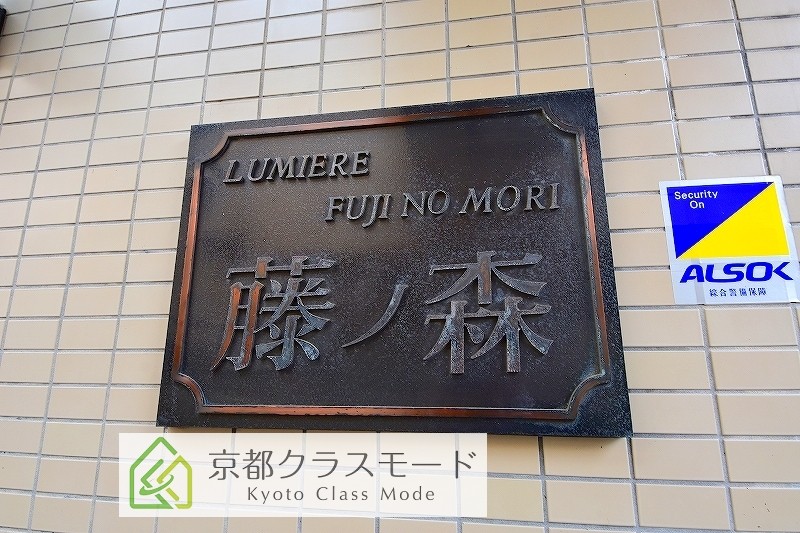 LUMIERE
FUJI NO MORI
藤ノ森
Security
On
ALSOK
綜合警備保障
京都クラスモード
Kyoto Class Mode